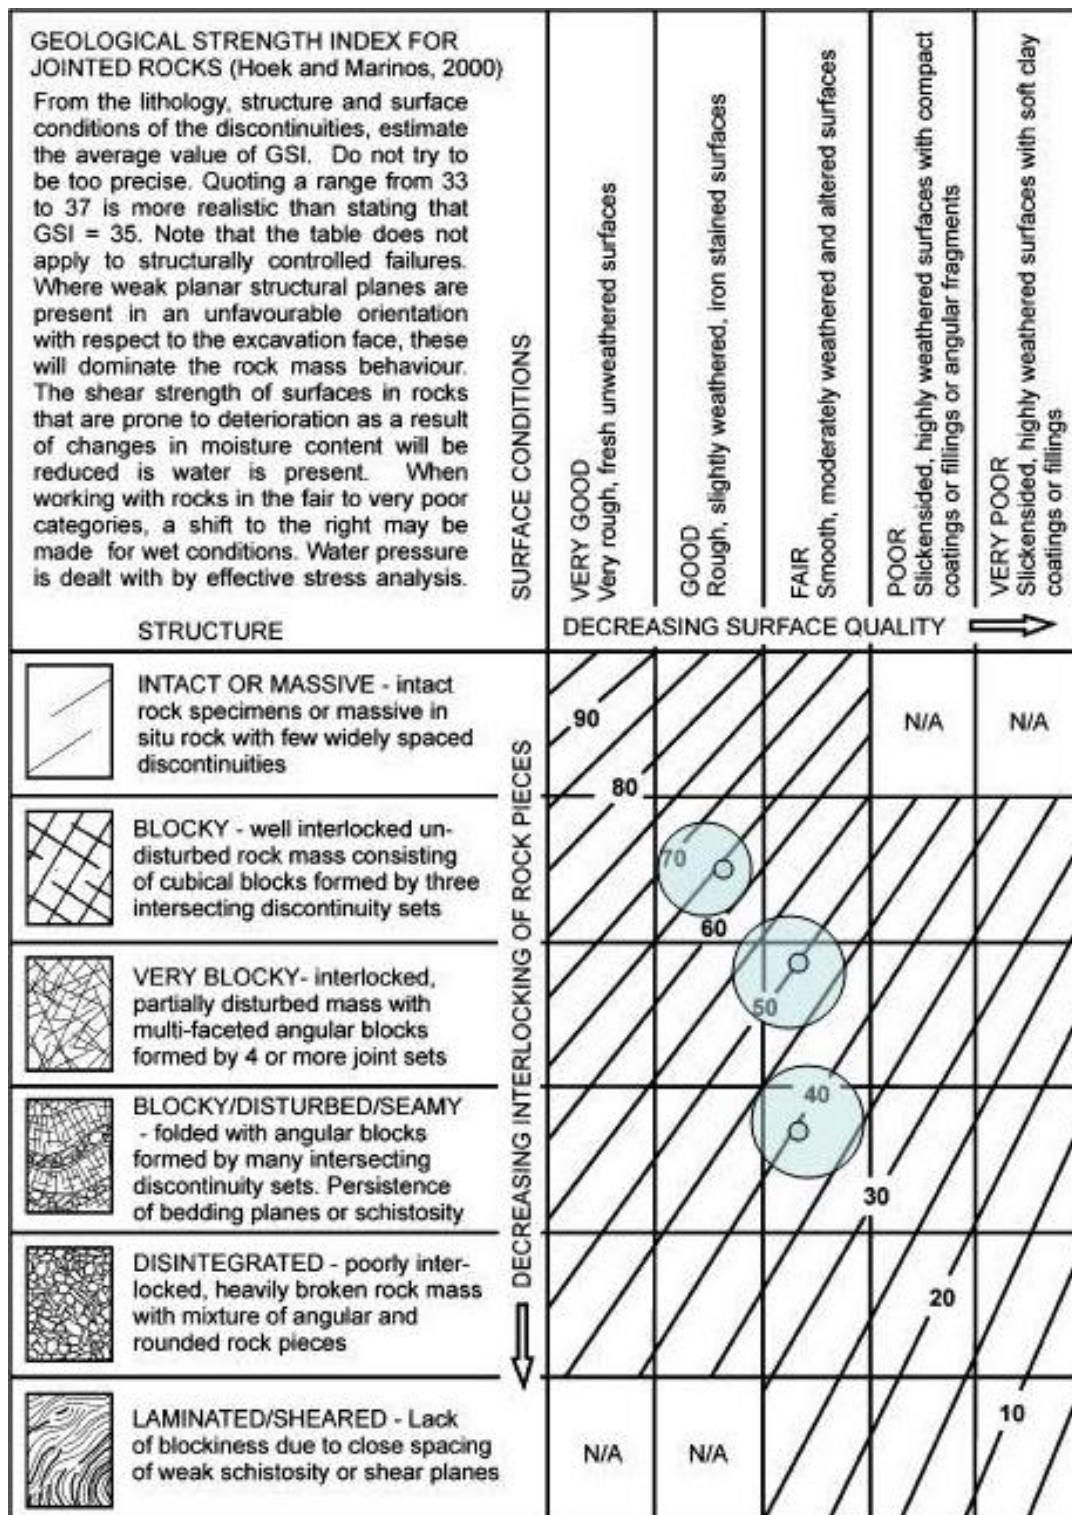 GEOLOGICAL STRENGTH INDEX FOR
JOINTED ROCKS (Hoek and Marinos, 2000)
From the lithology, structure and surface
conditions of the discontinuities, estimate
the average value of GSI. Do not try to
be too precise. Quoting a range from 33
to 37 is more realistic than stating that
GSI = 35. Note that the table does not
apply to structurally controlled failures.
Where weak planar structural planes are
present in an unfavourable orientation
with respect to the excavation face, these
will dominate the rock mass behaviour.
The shear strength of surfaces in rocks
that are prone to deterioration as a result
of changes in moisture content will be
reduced is water is present. When
working with rocks in the fair to very poor
categories, a shift to the right may be
made for wet conditions. Water pressure
is dealt with by effective stress analysis.
STRUCTURE
SURFACE CONDITIONS
VERY GOOD
Very rough, fresh unweathered surfaces
GOOD
Rough, slightly weathered, iron stained surfaces
FAIR
Smooth, moderately weathered and altered surfaces
POOR
Slickensided, highly weathered surfaces with compact
coatings or fillings or angular fragments
VERY POOR
Slickensided, highly weathered surfaces with soft clay
coatings or fillings
DECREASING SURFACE QUALITY
DECREASING INTERLOCKING OF ROCK PIECES
INTACT OR MASSIVE - intact
rock specimens or massive in
situ rock with few widely spaced
discontinuities
90
80
N/A
N/A
BLOCKY - well interlocked un-
disturbed rock mass consisting
of cubical blocks formed by three
intersecting discontinuity sets
70
60
VERY BLOCKY- interlocked,
partially disturbed mass with
multi-faceted angular blocks
formed by 4 or more joint sets
50
BLOCKY/DISTURBED/SEAMY
- folded with angular blocks
formed by many intersecting
discontinuity sets. Persistence
of bedding planes or schistosity
40
30
DISINTEGRATED - poorly inter-
locked, heavily broken rock mass
with mixture of angular and
rounded rock pieces
20
LAMINATED/SHEARED - Lack
of blockiness due to close spacing
of weak schistosity or shear planes
N/A
N/A
10